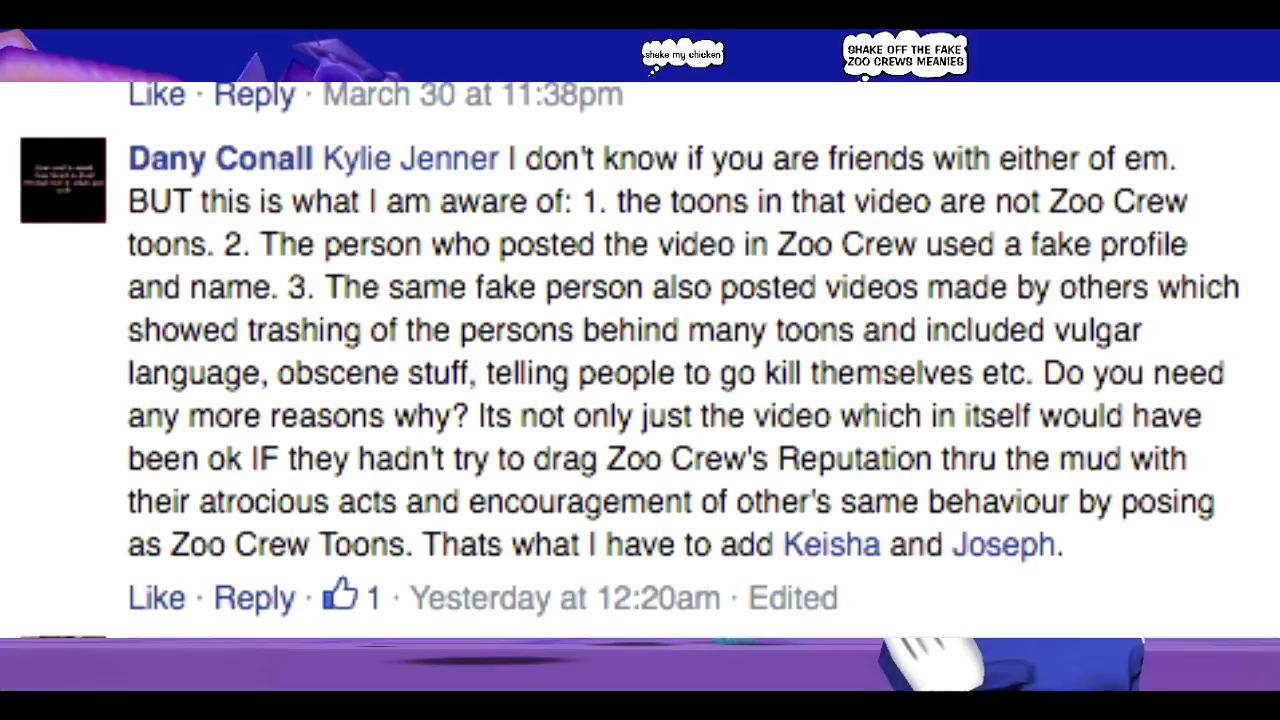 shake my chicken
SHAKE OFF THE FAKE
ZOO CREWS MEANIES
Like · Reply · March 30 at 11:38pm
Dany Conall Kylie Jenner I don't know if you are friends with either of em.
BUT this is what I am aware of: 1. the toons in that video are not Zoo Crew
toons. 2. The person who posted the video in Zoo Crew used a fake profile
and name. 3. The same fake person also posted videos made by others which
showed trashing of the persons behind many toons and included vulgar
language, obscene stuff, telling people to go kill themselves etc. Do you need
any more reasons why? Its not only just the video which in itself would have
been ok IF they hadn't try to drag Zoo Crew's Reputation thru the mud with
their atrocious acts and encouragement of other's same behaviour by posing
as Zoo Crew Toons. Thats what I have to add Keisha and Joseph.
Like · Reply · 1 · Yesterday at 12:20am · Edited